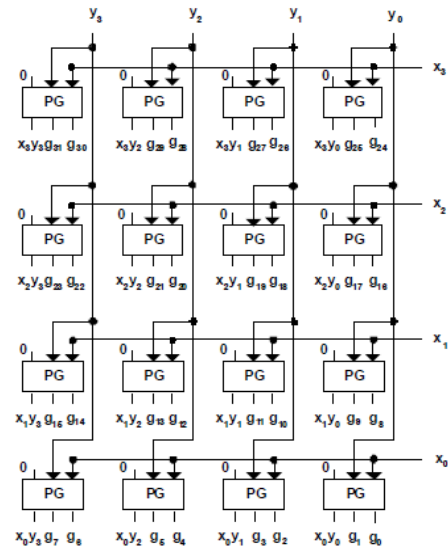 y₃ y₂ y₁ y₀
x₃
0 0 0 0
PG PG PG PG
x₃y₃ g₃₁ g₃₀ x₃y₂ g₂₉ g₂₈ x₃y₁ g₂₇ g₂₆ x₃y₀ g₂₅ g₂₄
x₂
0 0 0 0
PG PG PG PG
x₂y₃ g₂₃ g₂₂ x₂y₂ g₂₁ g₂₀ x₂y₁ g₁₉ g₁₈ x₂y₀ g₁₇ g₁₆
x₁
0 0 0 0
PG PG PG PG
x₁y₃ g₁₅ g₁₄ x₁y₂ g₁₃ g₁₂ x₁y₁ g₁₁ g₁₀ x₁y₀ g₉ g₈
x₀
0 0 0 0
PG PG PG PG
x₀y₃ g₇ g₆ x₀y₂ g₅ g₄ x₀y₁ g₃ g₂ x₀y₀ g₁ g₀